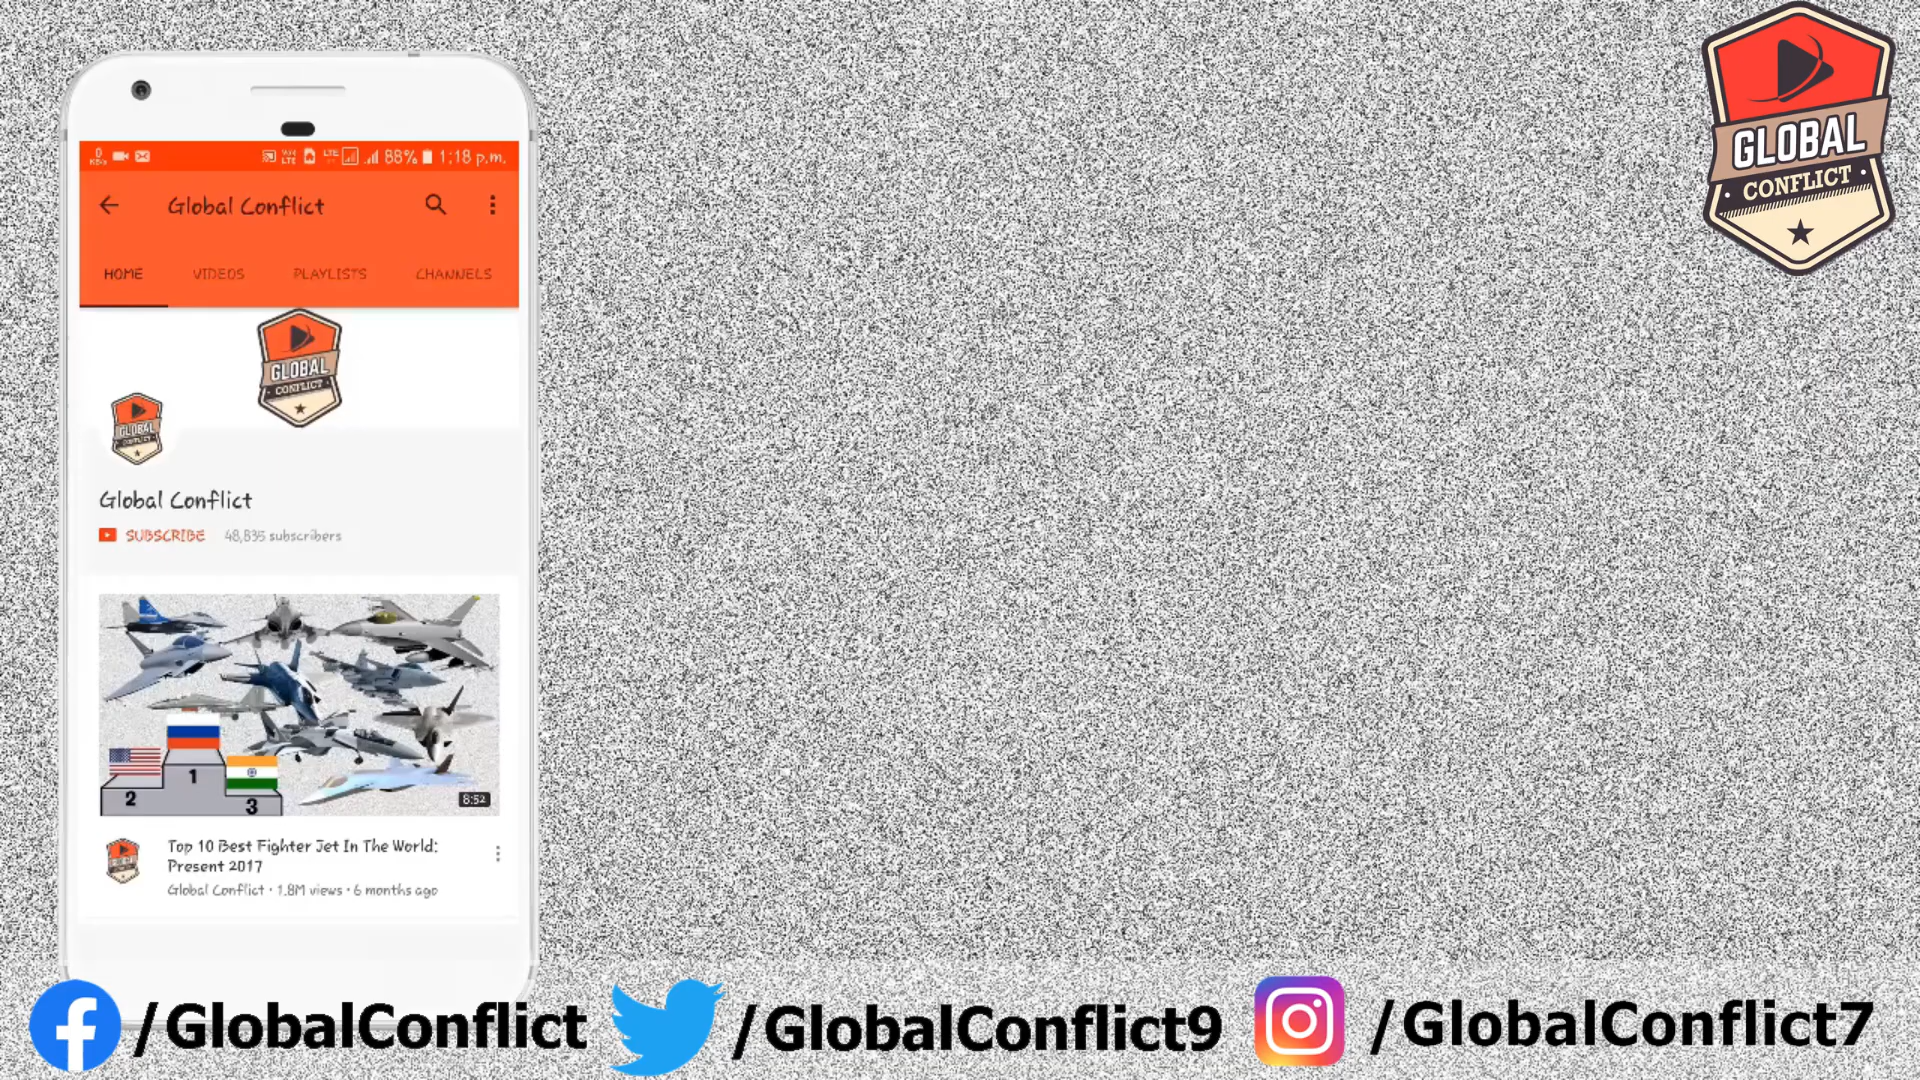 GLOBAL
CONFLICT
88% 1:18 p.m.
Global Conflict
HOME VIDEOS PLAYLISTS CHANNELS
GLOBAL
CONFLICT
GLOBAL
CONFLICT
Global Conflict
SUBSCRIBE 48,835 subscribers
1
2
3
8:52
Top 10 Best Fighter Jet In The World:
Present 2017
Global Conflict • 1.8M views • 6 months ago
/GlobalConflict /GlobalConflict9 /GlobalConflict7